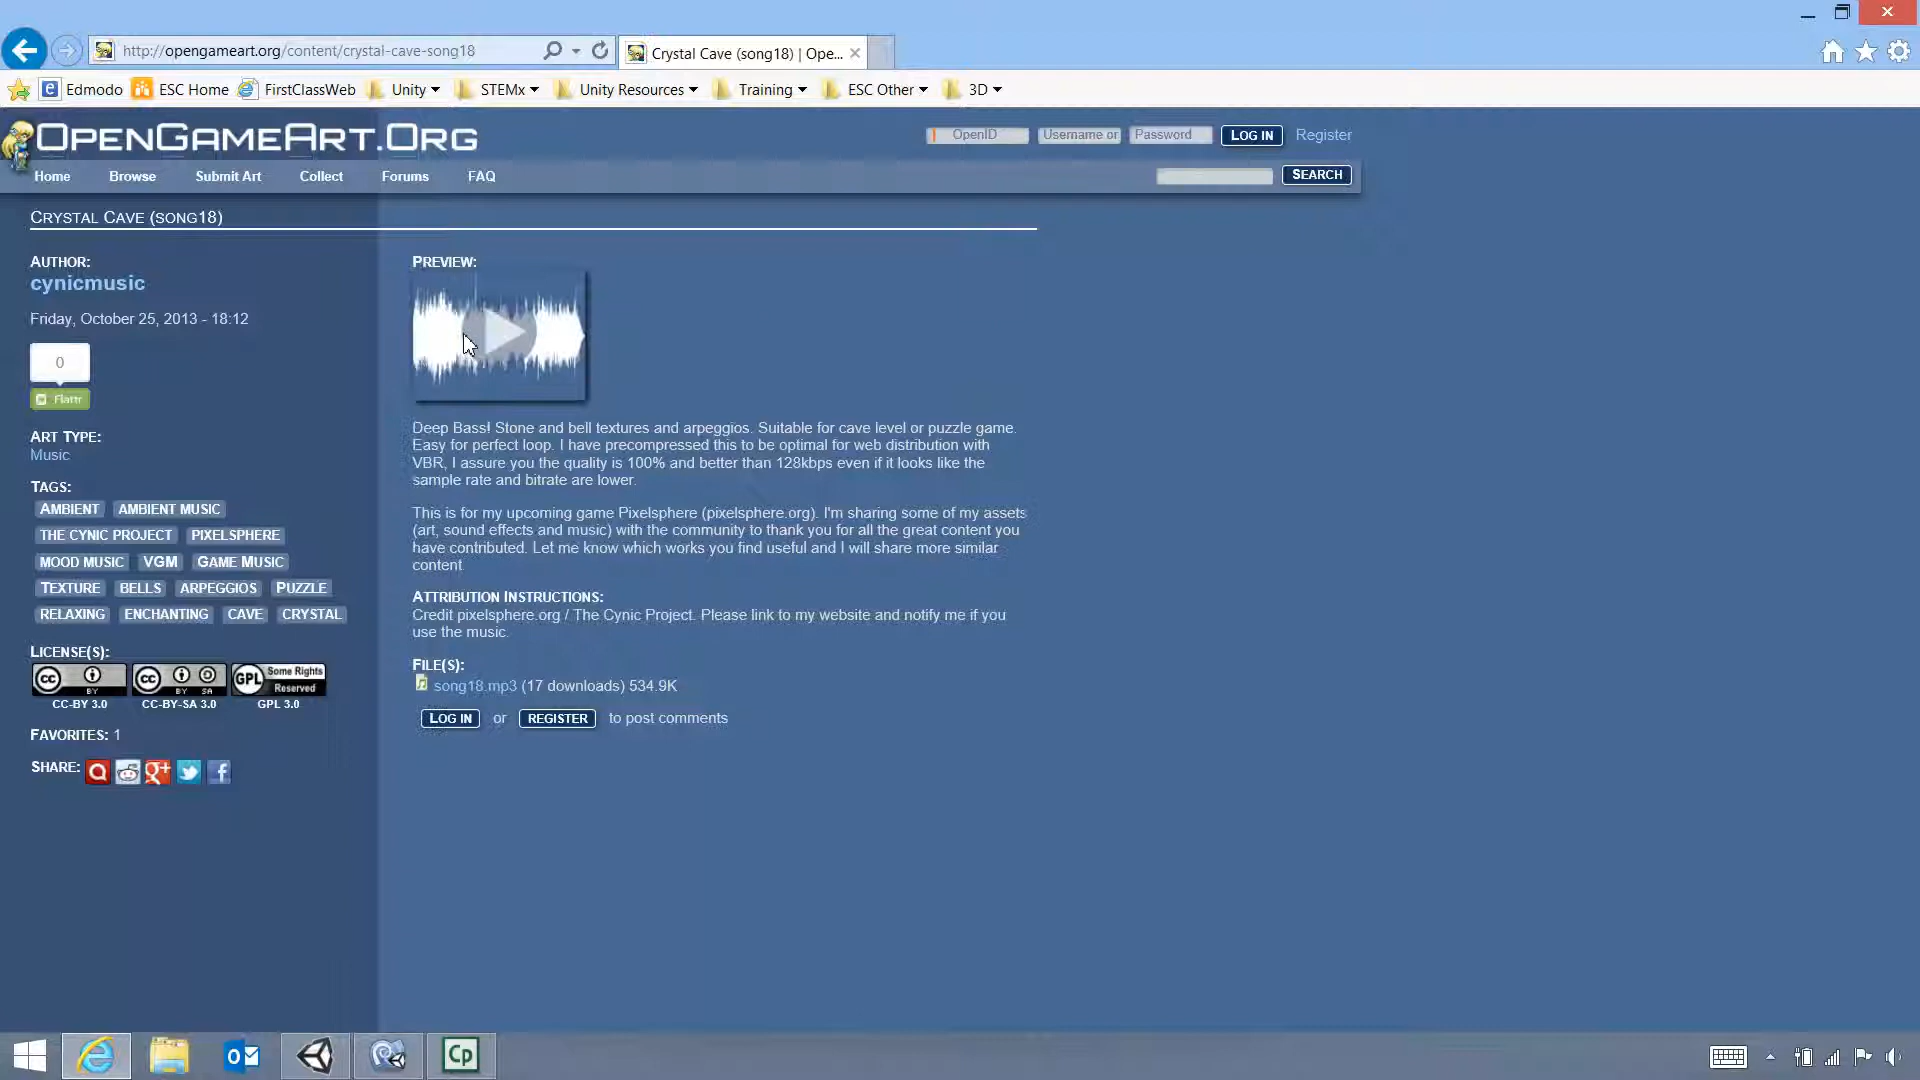 http://opengameart.org/content/crystal-cave-song18
Crystal Cave (song18) | Ope...
Edmodo
ESC Home
FirstClassWeb
Unity
STEMx
Unity Resources
Training
ESC Other
3D
OPENGAMEART.ORG
OpenID
Username or
Password
LOG IN
Register
Home
Browse
Submit Art
Collect
Forums
FAQ
SEARCH
CRYSTAL CAVE (SONG18)
AUTHOR:
cynicmusic
Friday, October 25, 2013 - 18:12
0
Flattr
ART TYPE:
Music
TAGS:
AMBIENT AMBIENT MUSIC
THE CYNIC PROJECT PIXELSPHERE
MOOD MUSIC VGM GAME MUSIC
TEXTURE BELLS ARPEGGIOS PUZZLE
RELAXING ENCHANTING CAVE CRYSTAL
LICENSE(S):
cc BY
cc BY SA
GPL Some Rights Reserved
CC-BY 3.0 CC-BY-SA 3.0 GPL 3.0
FAVORITES: 1
SHARE:
PREVIEW:
Deep Bass! Stone and bell textures and arpeggios. Suitable for cave level or puzzle game.
Easy for perfect loop. I have precompressed this to be optimal for web distribution with
VBR, I assure you the quality is 100% and better than 128kbps even if it looks like the
sample rate and bitrate are lower.
This is for my upcoming game Pixelsphere (pixelsphere.org). I'm sharing some of my assets
(art, sound effects and music) with the community to thank you for all the great content you
have contributed. Let me know which works you find useful and I will share more similar
content.
ATTRIBUTION INSTRUCTIONS:
Credit pixelsphere.org / The Cynic Project. Please link to my website and notify me if you
use the music.
FILE(S):
song18.mp3 (17 downloads) 534.9K
LOG IN or REGISTER to post comments
Cp